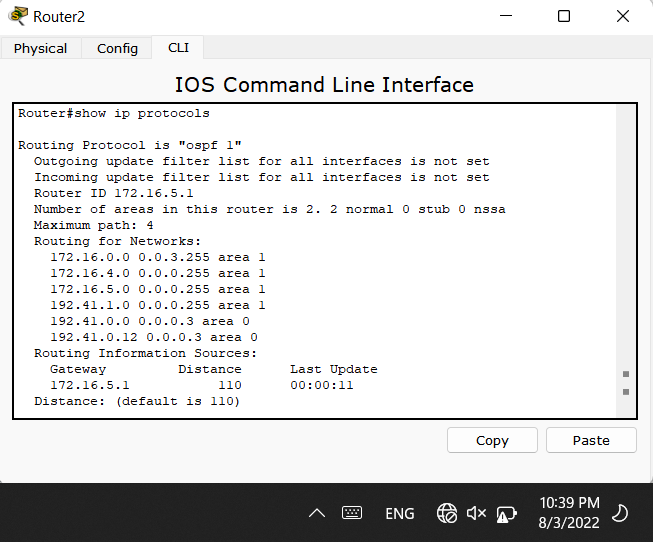 Router2
Physical Config CLI
IOS Command Line Interface
Router#show ip protocols
Routing Protocol is "ospf 1"
Outgoing update filter list for all interfaces is not set
Incoming update filter list for all interfaces is not set
Router ID 172.16.5.1
Number of areas in this router is 2. 2 normal 0 stub 0 nssa
Maximum path: 4
Routing for Networks:
172.16.0.0 0.0.3.255 area 1
172.16.4.0 0.0.0.255 area 1
172.16.5.0 0.0.0.255 area 1
192.41.1.0 0.0.0.255 area 1
192.41.0.0 0.0.0.3 area 0
192.41.0.12 0.0.0.3 area 0
Routing Information Sources:
Gateway Distance Last Update
172.16.5.1 110 00:00:11
Distance: (default is 110)
Copy Paste
ENG
10:39 PM
8/3/2022